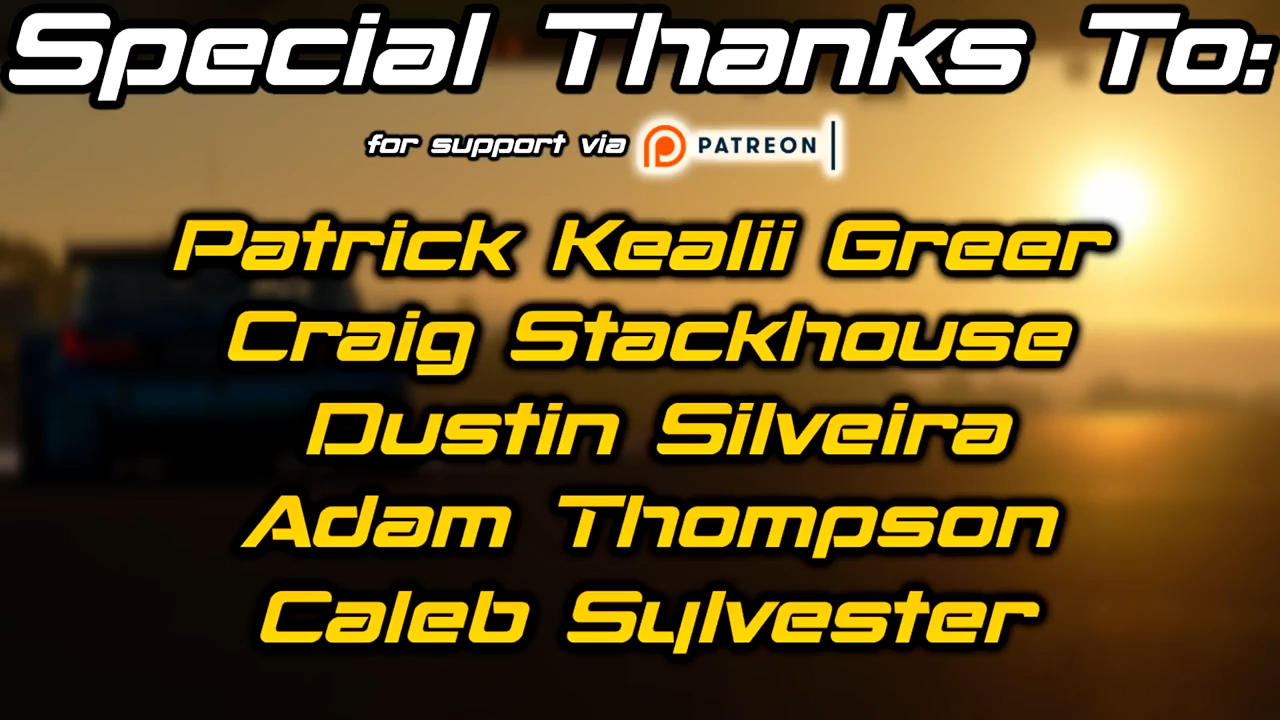 Special Thanks To:
for support via PATREON
Patrick Kealii Greer
Craig Stackhouse
Dustin Silveira
Adam Thompson
Caleb Sylvester